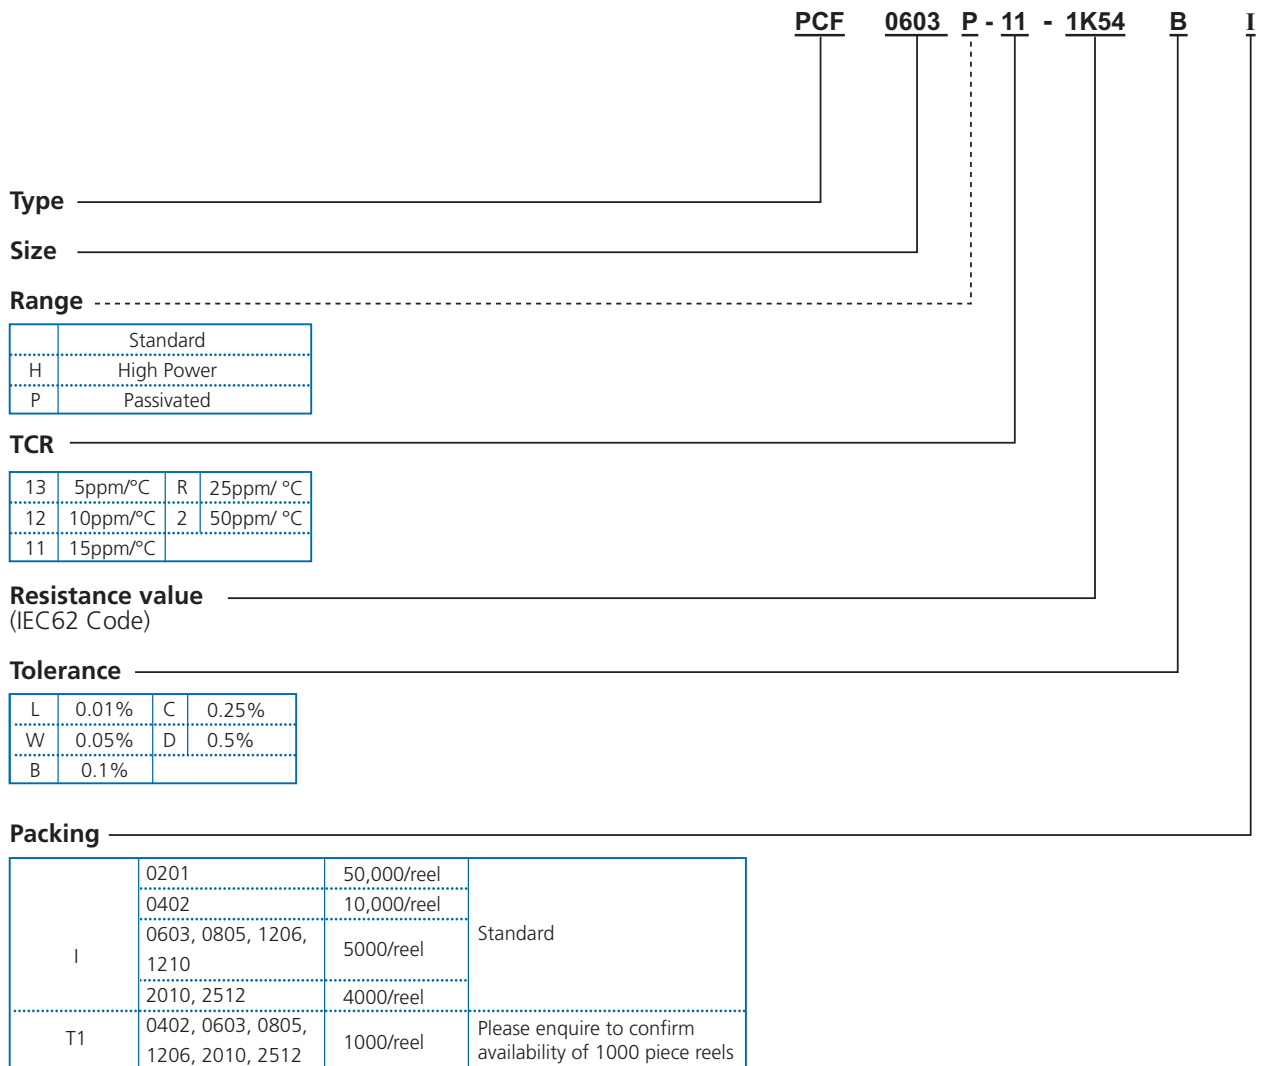 PCF 0603 P - 11 - 1K54 B I
Type
Size
Range
Standard
H High Power
P Passivated
TCR
13 5ppm/°C R 25ppm/ °C
12 10ppm/°C 2 50ppm/ °C
11 15ppm/°C
Resistance value
(IEC62 Code)
Tolerance
L 0.01% C 0.25%
W 0.05% D 0.5%
B 0.1%
Packing
I
0201 50,000/reel
0402 10,000/reel
0603, 0805, 1206,
1210
5000/reel
2010, 2512 4000/reel
Standard
T1
0402, 0603, 0805,
1206, 2010, 2512
1000/reel
Please enquire to confirm
availability of 1000 piece reels